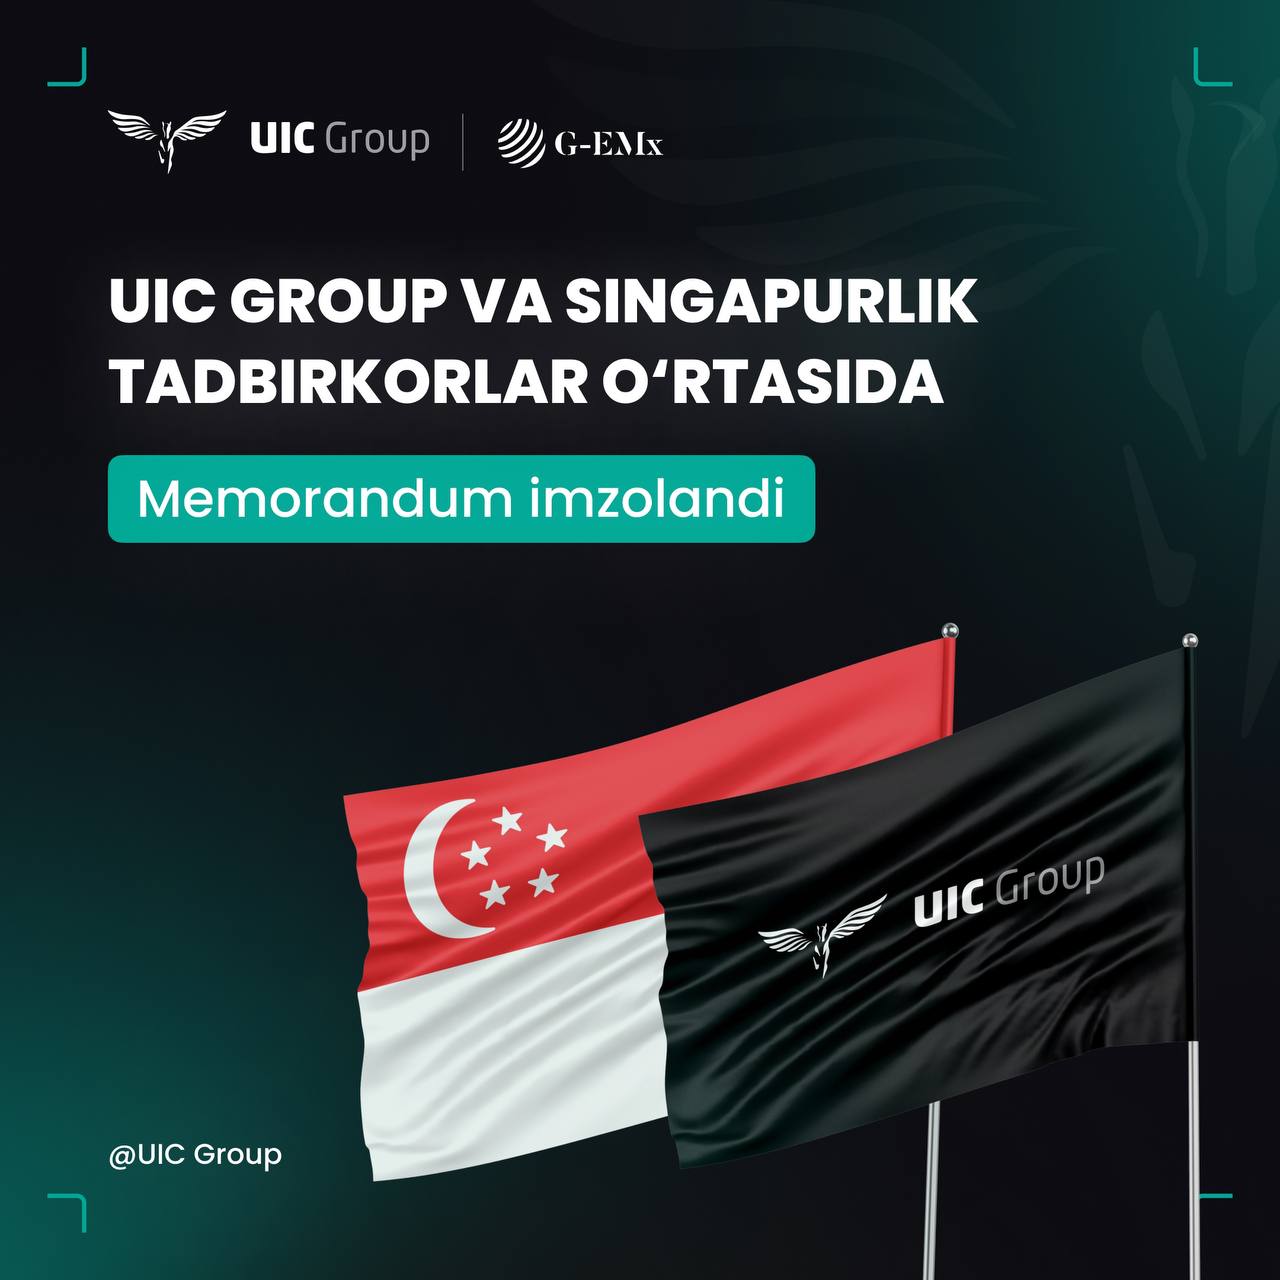 UIC Group
G-EMx
UIC GROUP VA SINGAPURLIK
TADBIRKORLAR O‘RTASIDA
Memorandum imzolandi
UIC Group
@UIC Group